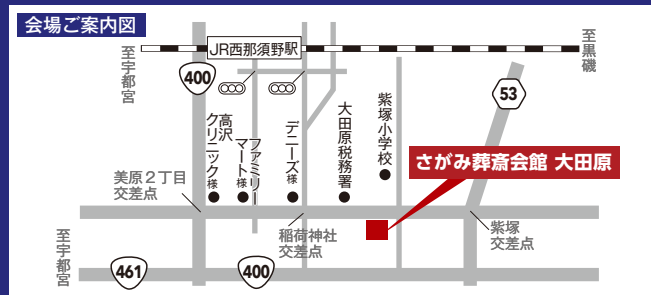 会場ご案内図
至宇都宮
JR西那須野駅
至黒磯
400
53
高沢
クリニック様
ファミリー
マート様
デニーズ様
大田原税務署
紫塚小学校
さがみ葬斎会館 大田原
美原2丁目
交差点
稲荷神社
交差点
紫塚
交差点
至宇都宮
461
400